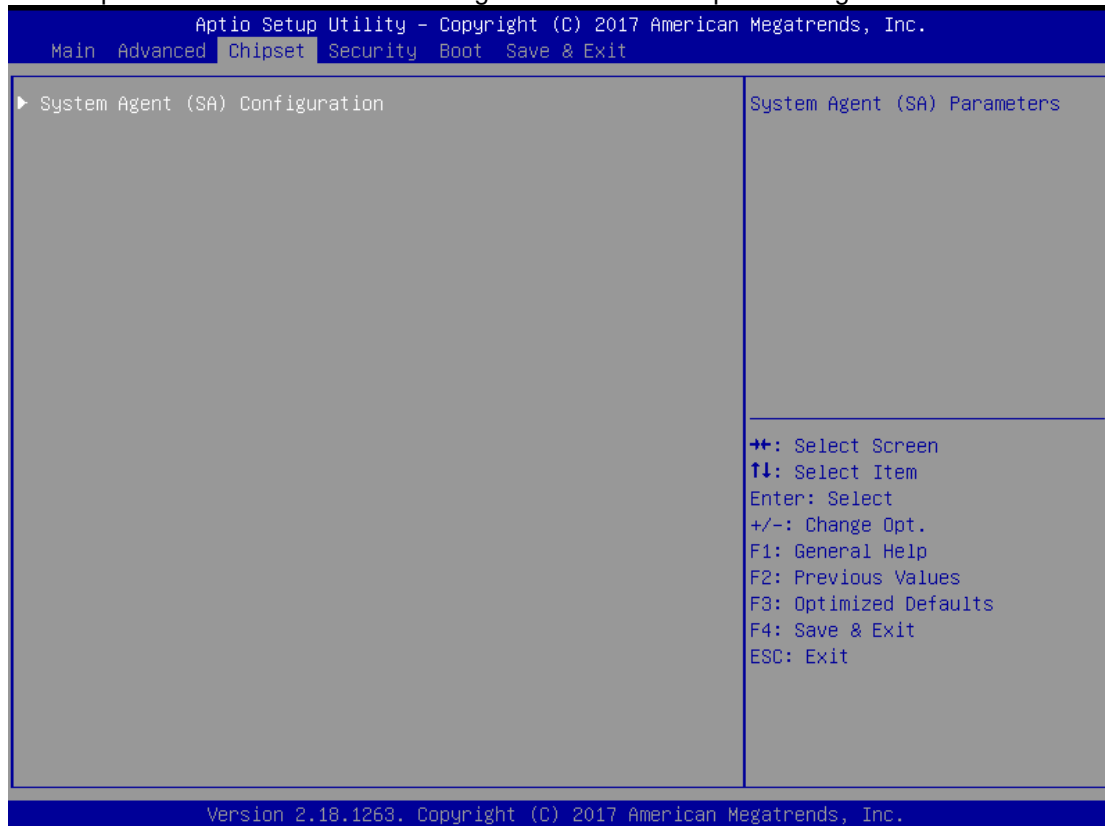 Aptio Setup Utility – Copyright (C) 2017 American Megatrends, Inc.
Main Advanced Chipset Security Boot Save & Exit
▶ System Agent (SA) Configuration
System Agent (SA) Parameters
→←: Select Screen
↑↓: Select Item
Enter: Select
+/-: Change Opt.
F1: General Help
F2: Previous Values
F3: Optimized Defaults
F4: Save & Exit
ESC: Exit
Version 2.18.1263. Copyright (C) 2017 American Megatrends, Inc.